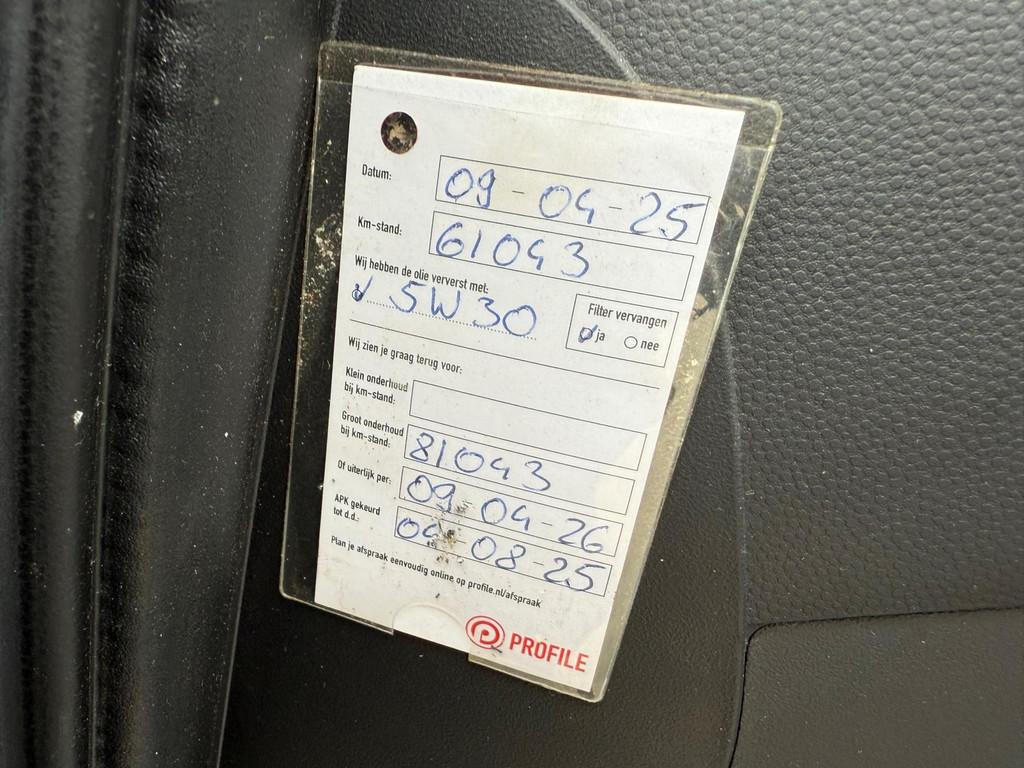 Datum: 09-04-25
Km-stand: 61043
Wij hebben de olie ververst met:
5W30
Filter vervangen
ja nee
Wij zien je graag terug voor:
Klein onderhoud
bij km-stand:
Groot onderhoud
bij km-stand: 81043
Of uiterlijk per: 09-04-26
APK gekeurd
tot d.d.: 04-08-25
Plan je afspraak eenvoudig online op profile.nl/afspraak
PROFILE